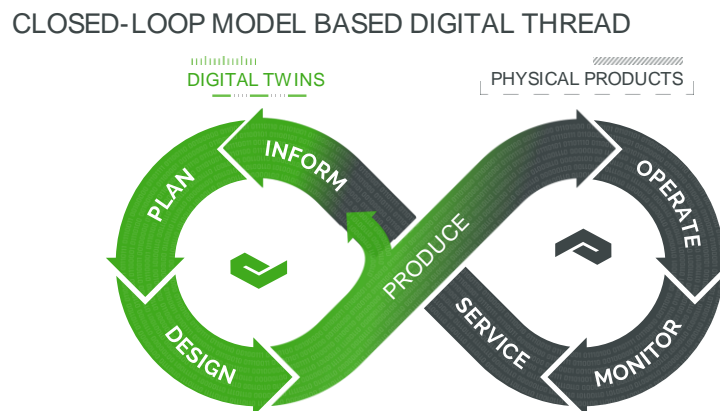 CLOSED-LOOP MODEL BASED DIGITAL THREAD
DIGITAL TWINS
PHYSICAL PRODUCTS
INFORM
PLAN
DESIGN
PRODUCE
OPERATE
MONITOR
SERVICE